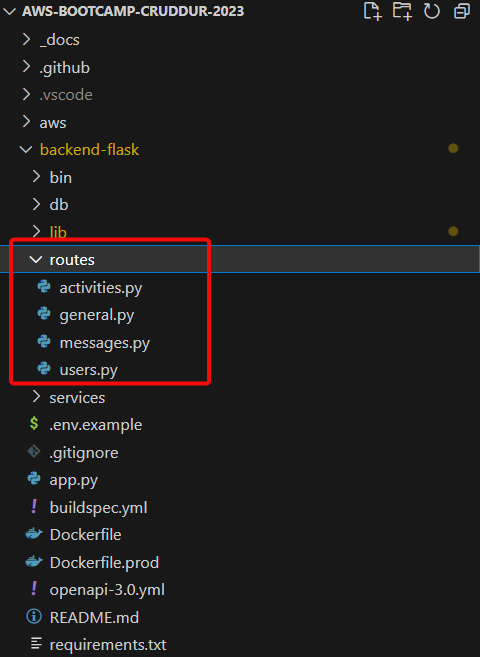 AWS-BOOTCAMP-CRUDDUR-2023
_docs
.github
.vscode
aws
backend-flask
bin
db
lib
routes
activities.py
general.py
messages.py
users.py
services
$ .env.example
.gitignore
app.py
! buildspec.yml
Dockerfile
Dockerfile.prod
! openapi-3.0.yml
README.md
requirements.txt